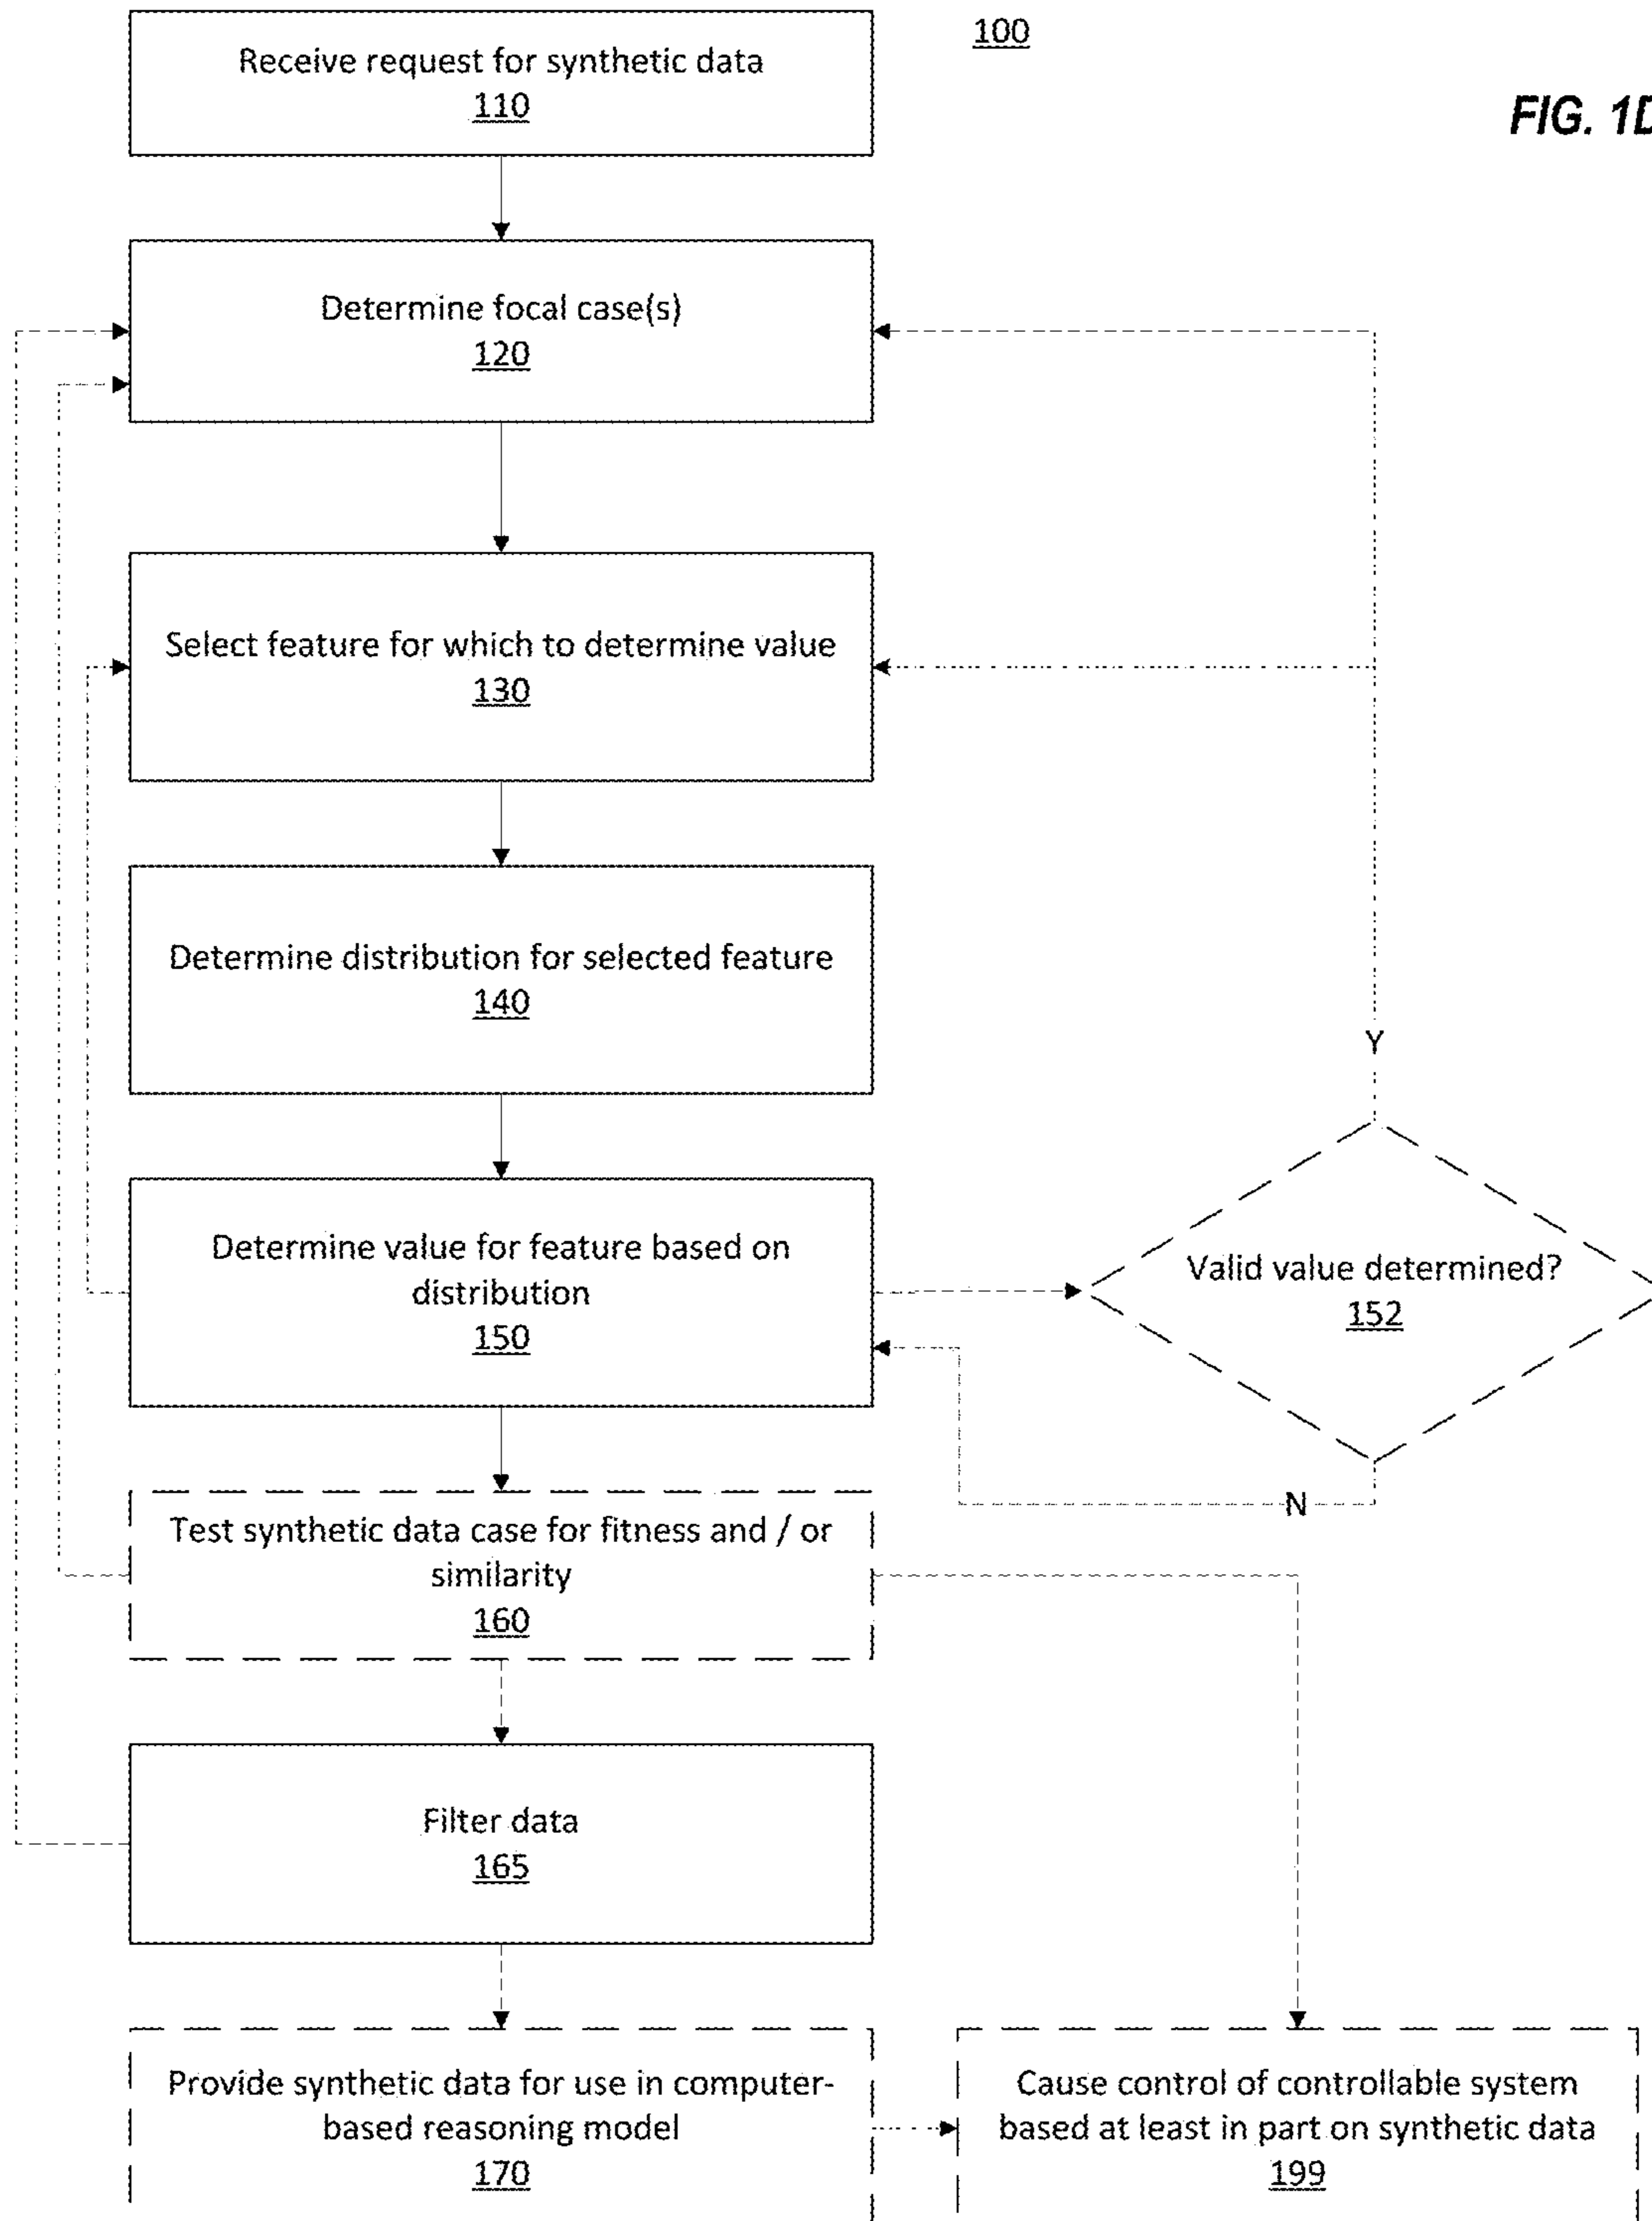 100
FIG. 1D
Receive request for synthetic data
110
Determine focal case(s)
120
Select feature for which to determine value
130
Determine distribution for selected feature
140
Y
Determine value for feature based on
distribution
150
Valid value determined?
152
N
Test synthetic data case for fitness and / or
similarity
160
Filter data
165
Provide synthetic data for use in computer-
based reasoning model
170
Cause control of controllable system
based at least in part on synthetic data
199